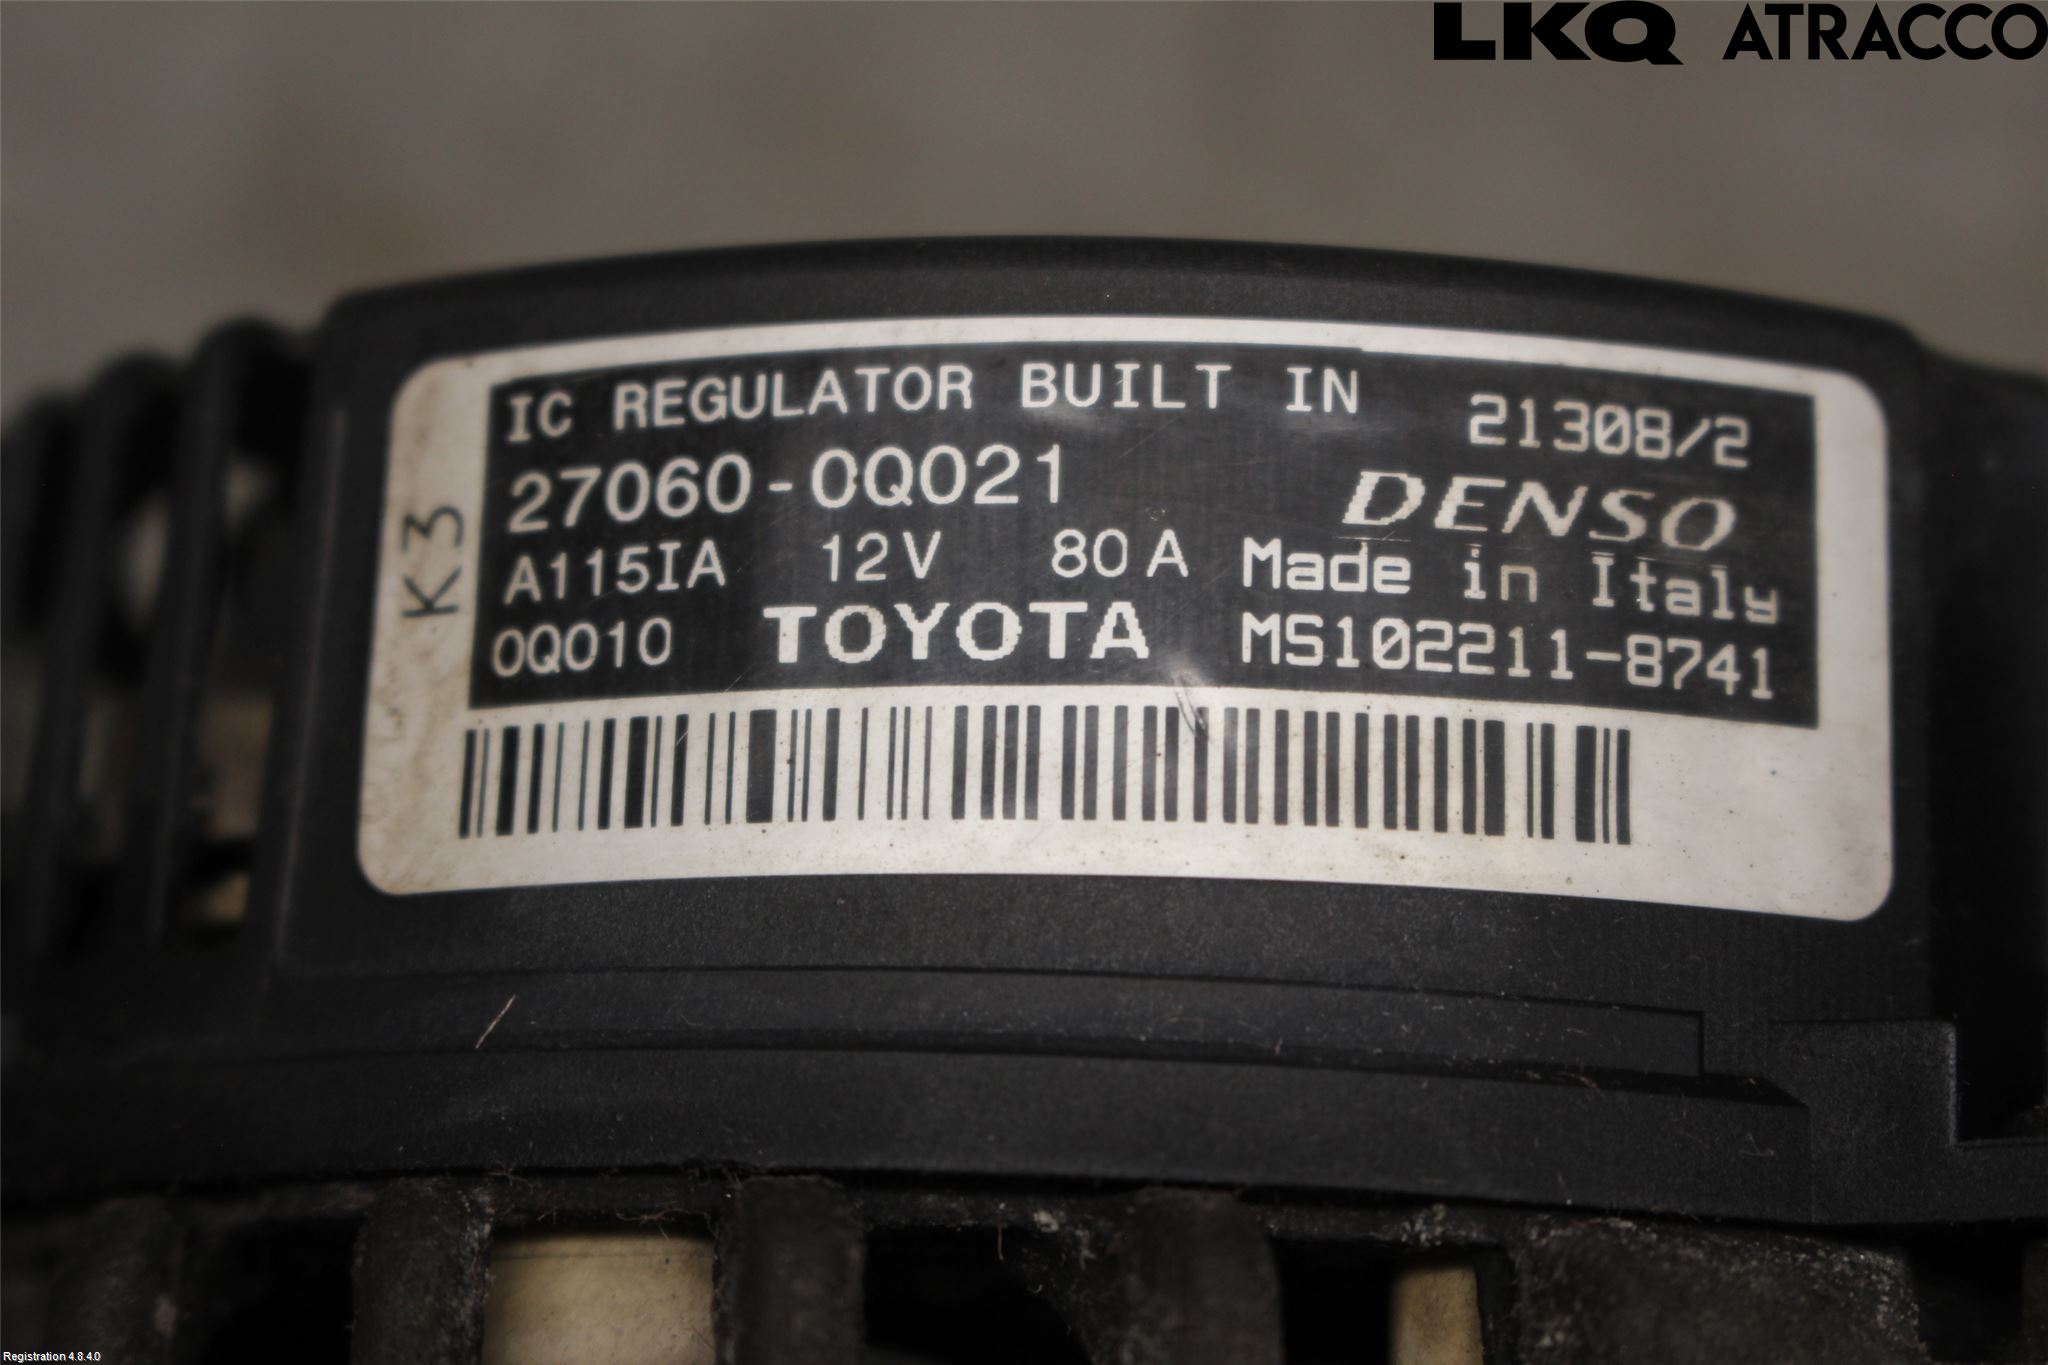 LKQ ATRACCO
IC REGULATOR BUILT IN 21308/2
27060-0Q021 DENSO
A115IA 12V 80A Made in Italy
0Q010 TOYOTA MS102211-8741
K3
Registration 4.8.4.0